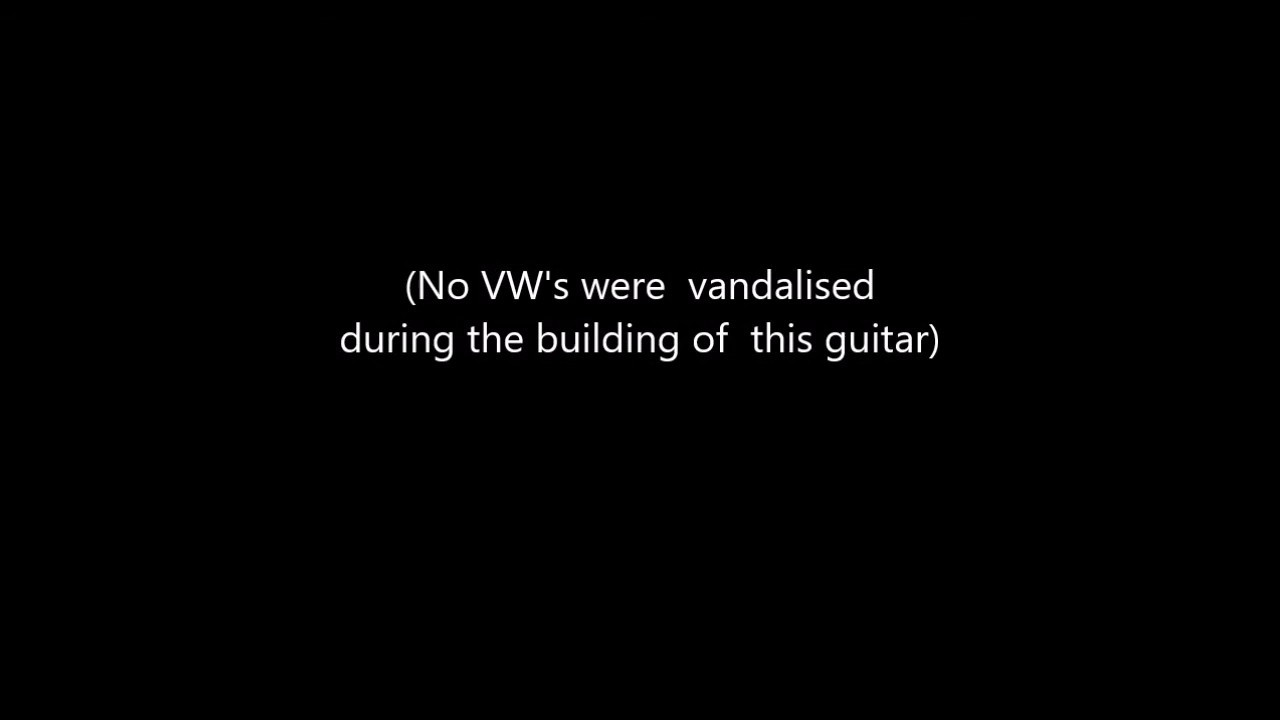 (No VW's were  vandalised
during the building of  this guitar)